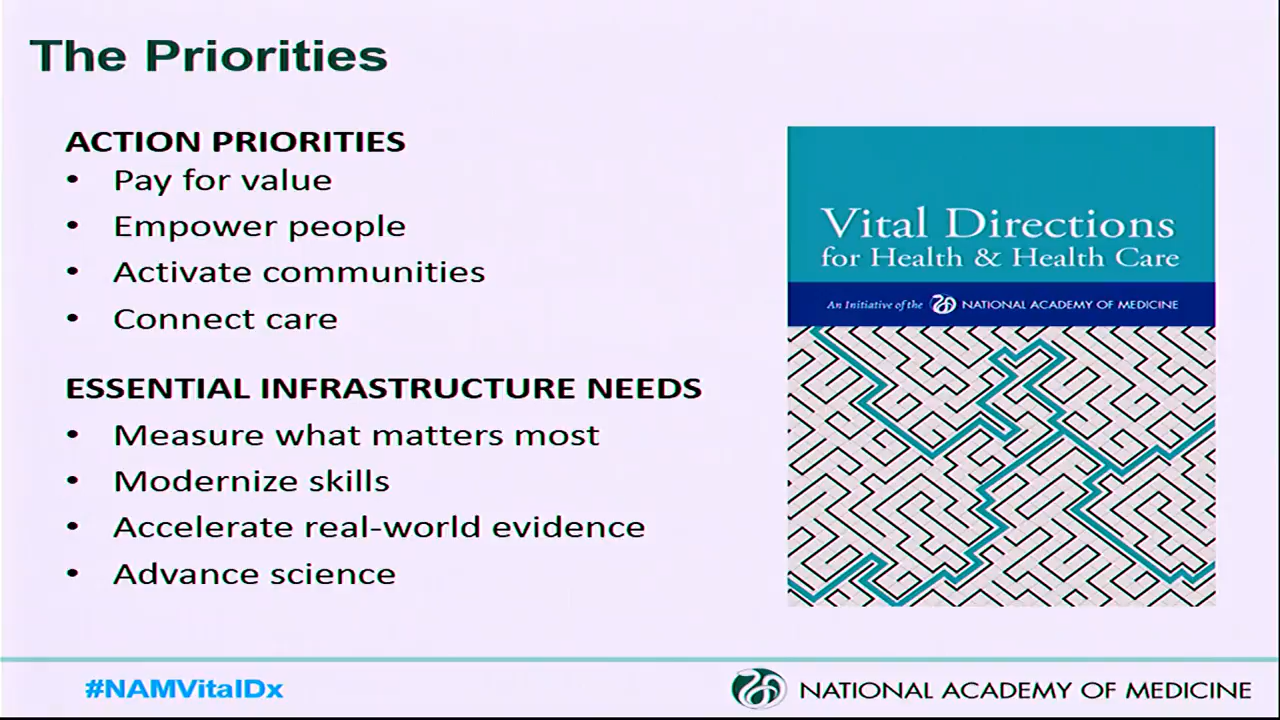 The Priorities
ACTION PRIORITIES
• Pay for value
• Empower people
• Activate communities
• Connect care
ESSENTIAL INFRASTRUCTURE NEEDS
• Measure what matters most
• Modernize skills
• Accelerate real-world evidence
• Advance science
Vital Directions
for Health & Health Care
An Initiative of the NATIONAL ACADEMY OF MEDICINE
#NAMVitalDx
NATIONAL ACADEMY OF MEDICINE